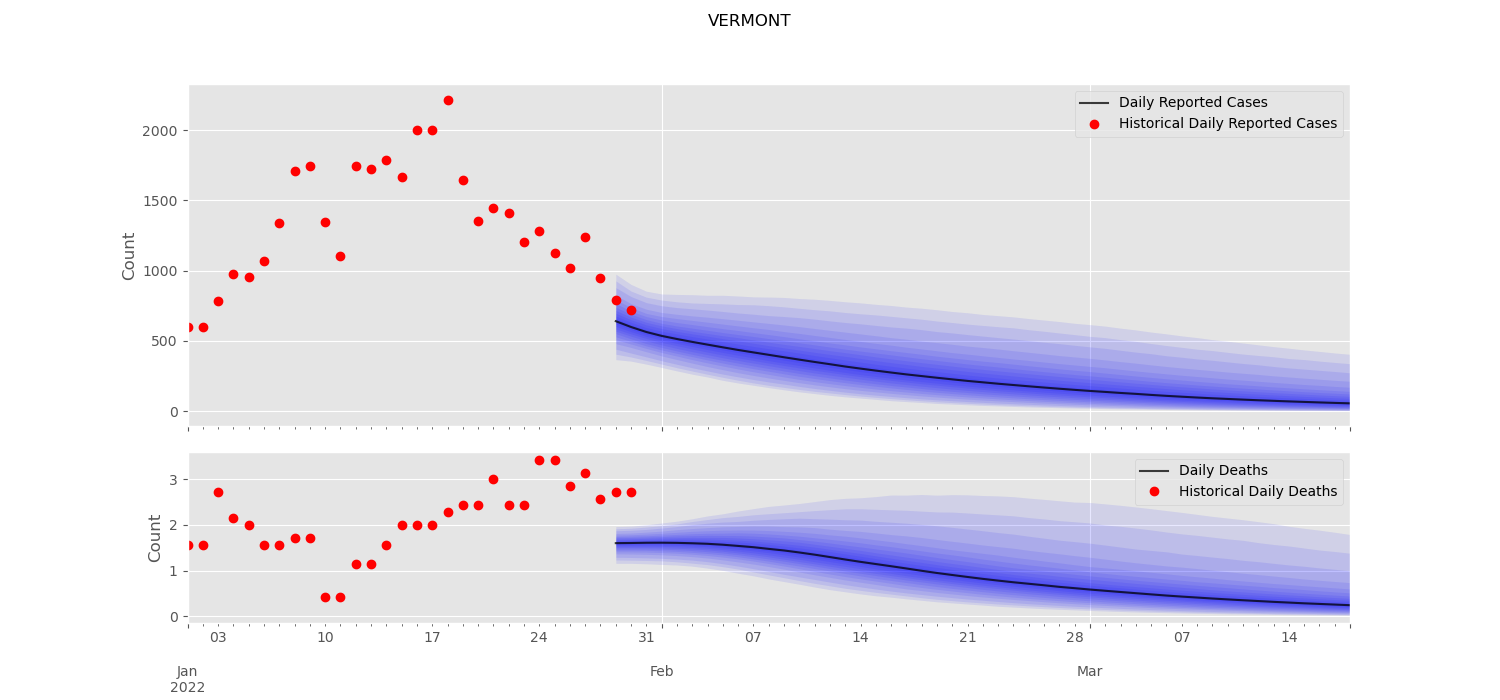 VERMONT
Daily Reported Cases
Historical Daily Reported Cases
2000
1500
1000
500
0
Count
Daily Deaths
Historical Daily Deaths
3
2
1
0
Count
03 10 17 24 31 07 14 21 28 07 14
Jan Feb Mar
2022